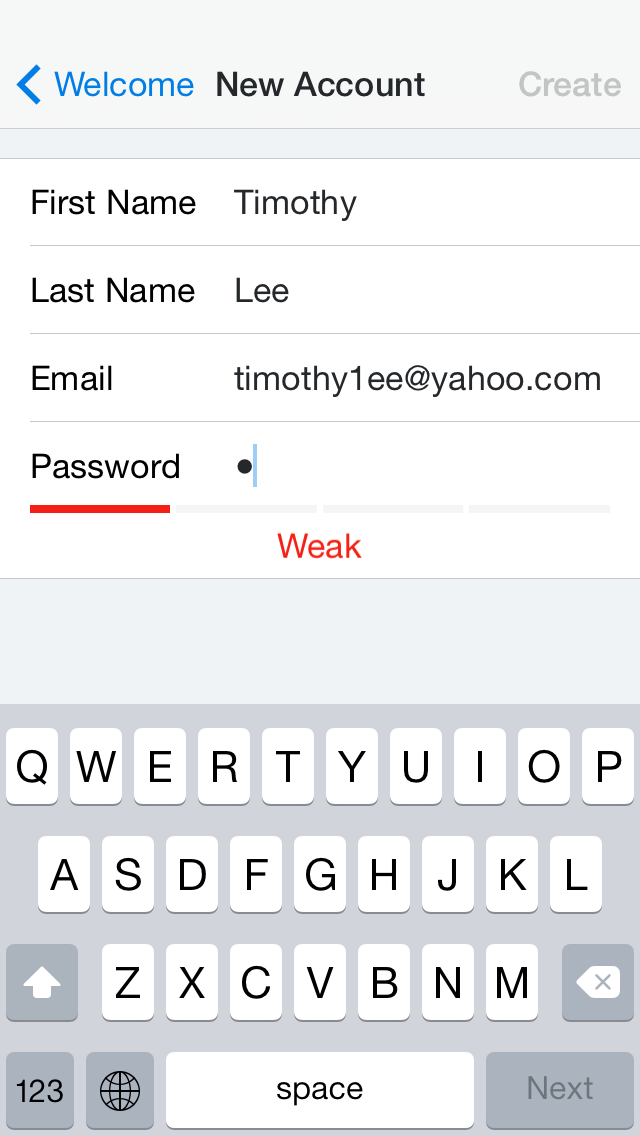 Welcome New Account Create
First Name Timothy
Last Name Lee
Email timothy1ee@yahoo.com
Password •
Weak
Q W E R T Y U I O P
A S D F G H J K L
Z X C V B N M
123 space Next